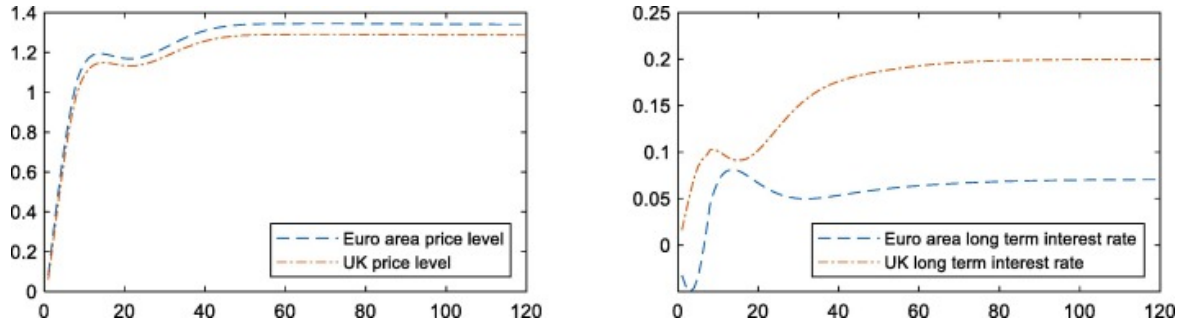 1.4
1.2
1
0.8
0.6
0.4
0.2
0
0 20 40 60 80 100 120
Euro area price level
UK price level
0.25
0.2
0.15
0.1
0.05
0
0 20 40 60 80 100 120
Euro area long term interest rate
UK long term interest rate